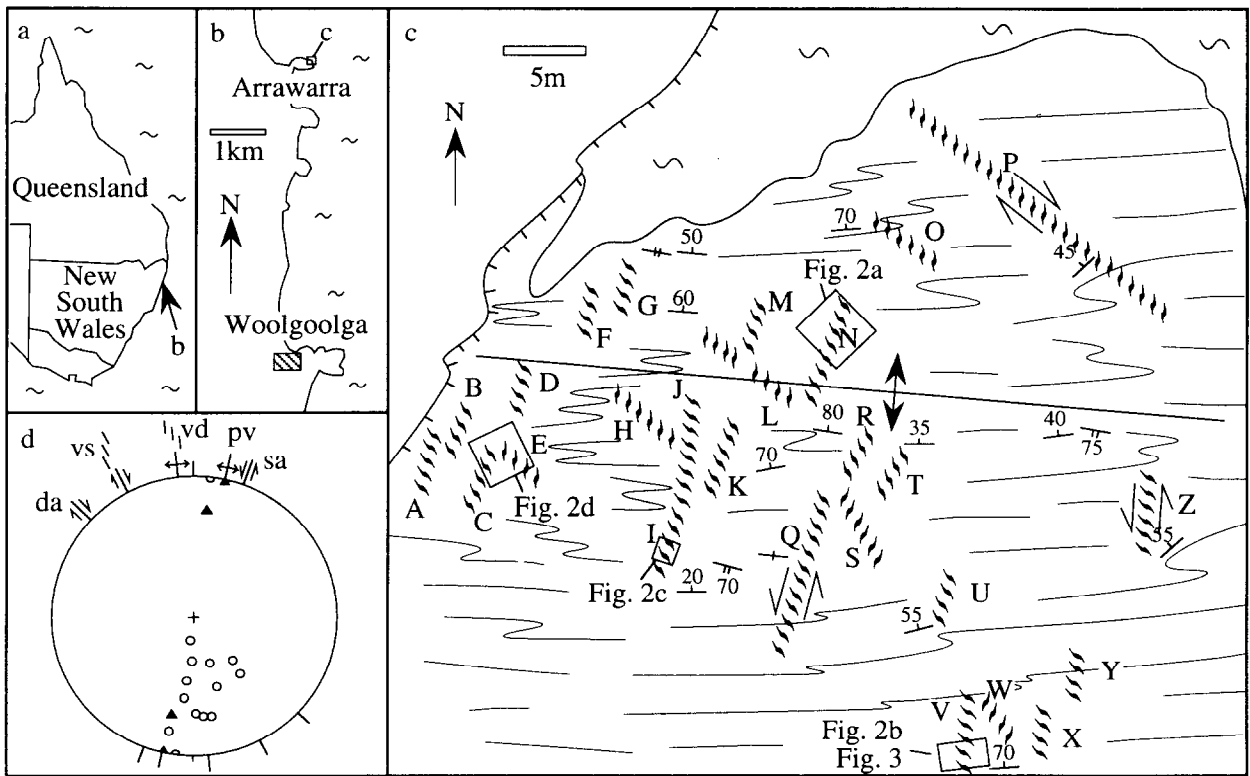 a
Queensland
New
South
Wales
b
b
c
Arrawarra
1km
N
Woolgoolga
c
5m
N
P
70
O
45
50
Fig. 2a
G
60
M
N
F
B
D
J
L
80
R
35
40
75
H
E
70
K
T
A
C
Fig. 2d
Z
I
Q
S
55
Fig. 2c
20
70
U
55
Y
W
V
X
Fig. 2b
Fig. 3
70
d
vs
vd
pv
sa
da